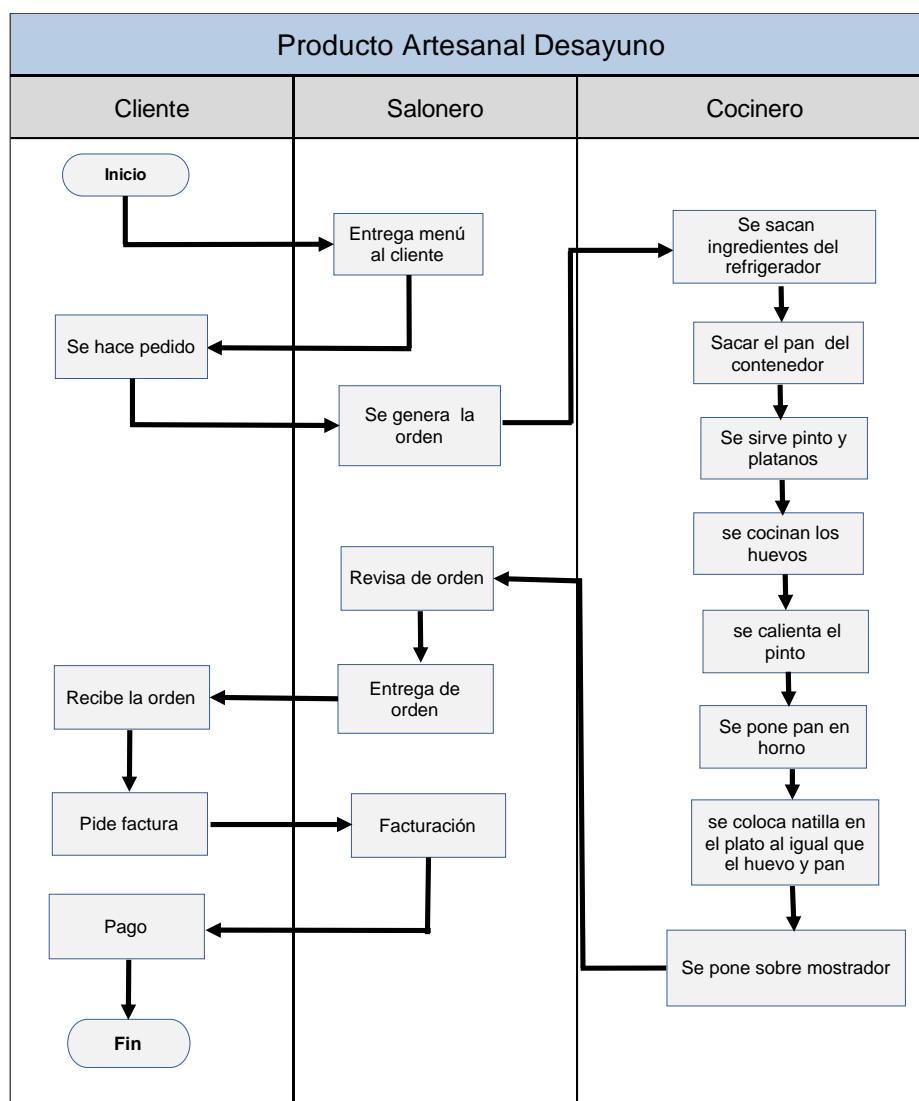 Producto Artesanal Desayuno
Cliente
Salonero
Cocinero
Inicio
Entrega menú
al cliente
Se hace pedido
Se genera la
orden
Se sacan
ingredientes del
refrigerador
Sacar el pan del
contenedor
Se sirve pinto y
platanos
se cocinan los
huevos
se calienta el
pinto
Se pone pan en
horno
se coloca natilla en
el plato al igual que
el huevo y pan
Se pone sobre mostrador
Revisa de orden
Entrega de
orden
Recibe la orden
Pide factura
Facturación
Pago
Fin